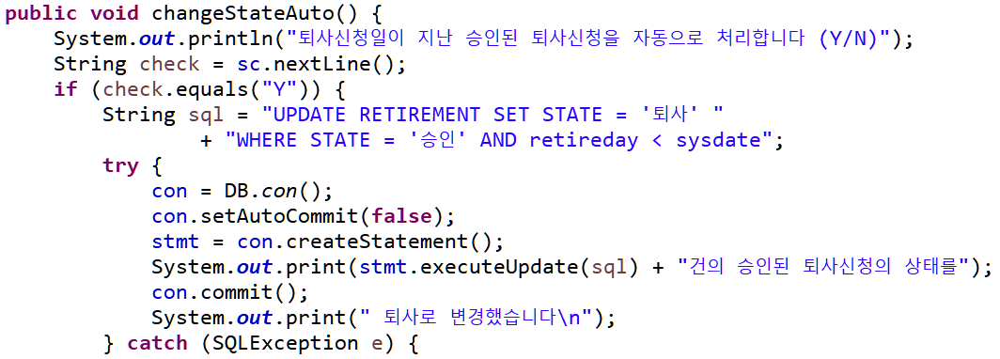 public void changeStateAuto() {
    System.out.println("퇴사신청일이 지난 승인된 퇴사신청을 자동으로 처리합니다 (Y/N)");
    String check = sc.nextLine();
    if (check.equals("Y")) {
        String sql = "UPDATE RETIREMENT SET STATE = '퇴사' "
                + "WHERE STATE = '승인' AND retireday < sysdate";
        try {
            con = DB.con();
            con.setAutoCommit(false);
            stmt = con.createStatement();
            System.out.print(stmt.executeUpdate(sql) + "건의 승인된 퇴사신청의 상태를");
            con.commit();
            System.out.print(" 퇴사로 변경했습니다\n");
        } catch (SQLException e) {